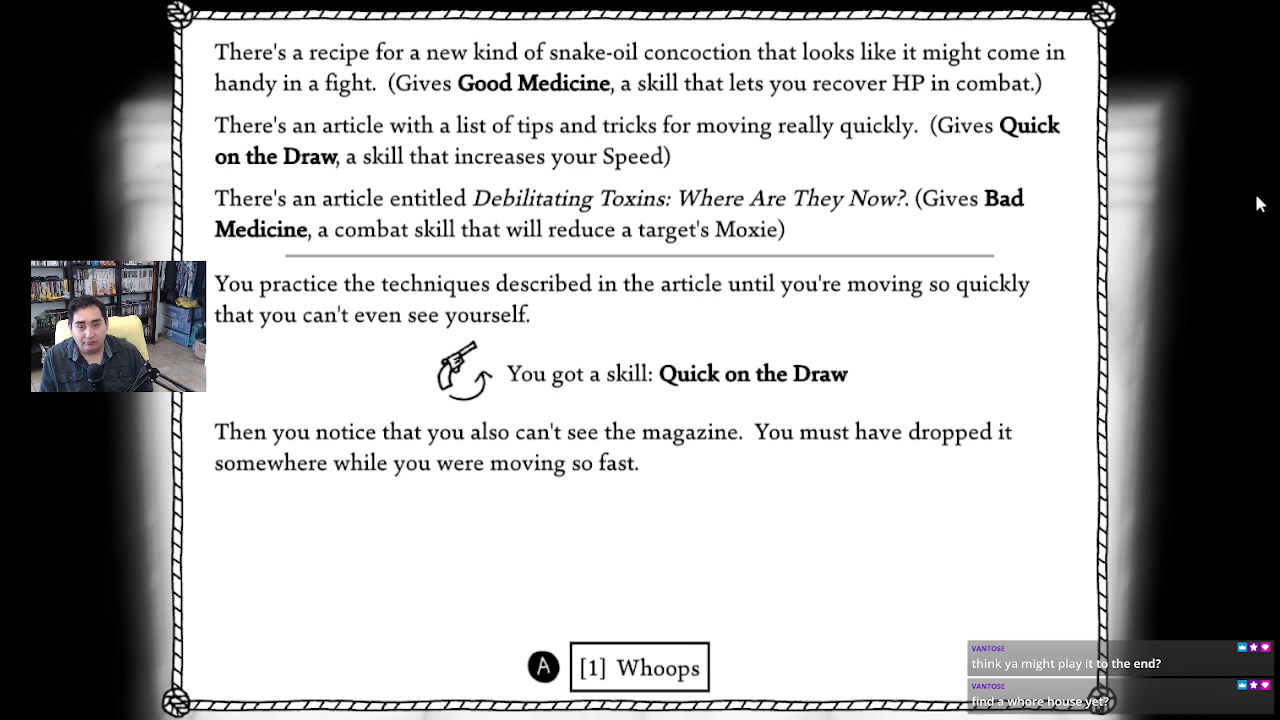 There's a recipe for a new kind of snake-oil concoction that looks like it might come in
handy in a fight.  (Gives Good Medicine, a skill that lets you recover HP in combat.)
There's an article with a list of tips and tricks for moving really quickly.  (Gives Quick
on the Draw, a skill that increases your Speed)
There's an article entitled Debilitating Toxins: Where Are They Now?. (Gives Bad
Medicine, a combat skill that will reduce a target's Moxie)
You practice the techniques described in the article until you're moving so quickly
that you can't even see yourself.
You got a skill: Quick on the Draw
Then you notice that you also can't see the magazine.  You must have dropped it
somewhere while you were moving so fast.
A [1] Whoops
VANTOSE
think ya might play it to the end?
VANTOSE
find a whore house yet?